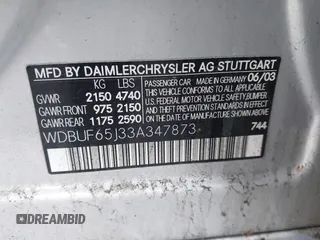 MFD BY DAIMLERCHRYSLER AG STUTTGART
KG LBS
GVWR 2150 4740
GAWR FRONT 975 2150
GAWR REAR 1175 2590
PASSENGER CAR 06/03
MADE IN GERMANY
THIS VEHICLE CONFORMS TO ALL
APPLICABLE U.S. FEDERAL MOTOR
VEHICLE SAFETY, BUMPER,
AND THEFT PREVENTION
STANDARDS IN EFFECT ON THE DATE
OF MANUFACTURE SHOWN ABOVE.
WDBUF65J33A347873
744
DREAMBID